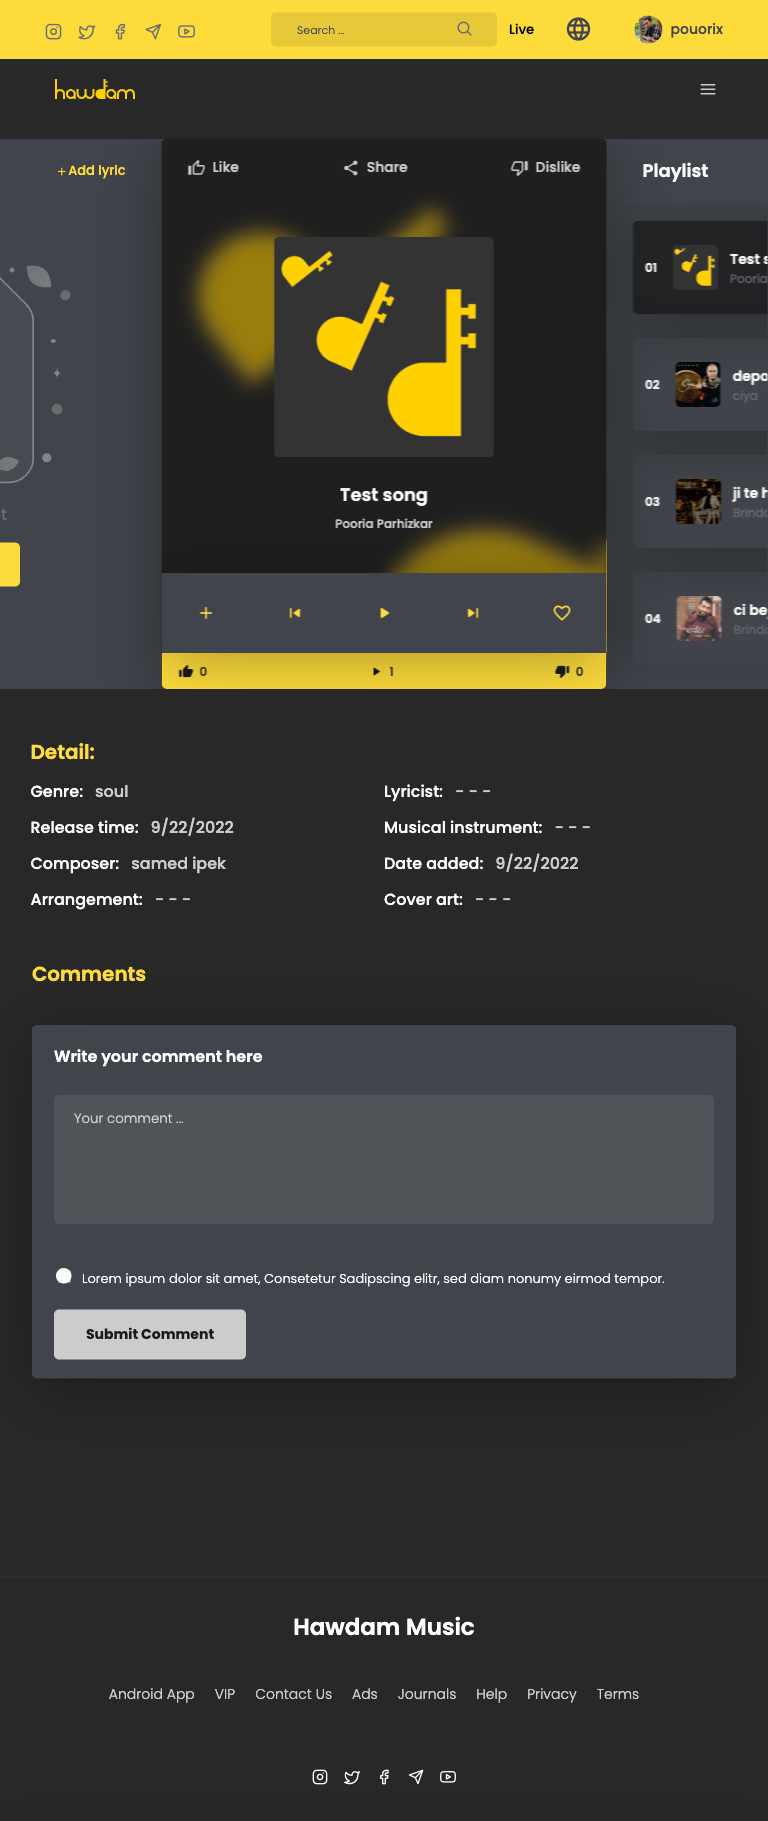 Search ...
Live
pouorix
hawdam
+ Add lyric
Like
Share
Dislike
Playlist
01
Test s
Pooria
02
depo
ciya
03
ji te h
Brinda
04
ci be
Brinda
t
Test song
Pooria Parhizkar
0
1
0
Detail:
Genre: soul
Lyricist: - - -
Release time: 9/22/2022
Musical instrument: - - -
Composer: samed ipek
Date added: 9/22/2022
Arrangement: - - -
Cover art: - - -
Comments
Write your comment here
Your comment ...
Lorem ipsum dolor sit amet, Consetetur Sadipscing elitr, sed diam nonumy eirmod tempor.
Submit Comment
Hawdam Music
Android App VIP Contact Us Ads Journals Help Privacy Terms